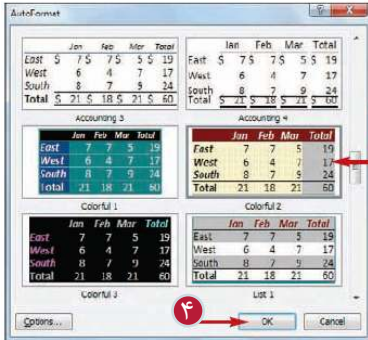 AutoFormat
Jan Feb Mar Total
East $ 7 $ 7 $ 5 $ 19
West 6 4 7 17
South 8 7 9 24
Total $ 21 $ 18 $ 21 $ 60
Accounting 3
Jan Feb Mar Total
East $ 7 $ 7 $ 5 $ 19
West 6 4 7 17
South 8 7 9 24
Total $ 21 $ 18 $ 21 $ 60
Accounting 4
Jan Feb Mar Total
East 7 7 5 19
West 6 4 7 17
South 8 7 9 24
Total 21 18 21 60
Colorful 1
Jan Feb Mar Total
East 7 7 5 19
West 6 4 7 17
South 8 7 9 24
Total 21 18 21 60
Colorful 2
Jan Feb Mar Total
East 7 7 5 19
West 6 4 7 17
South 8 7 9 24
Total 21 18 21 60
Colorful 3
Jan Feb Mar Total
East 7 7 5 19
West 6 4 7 17
South 8 7 9 24
Total 21 18 21 60
List 1
Options...
۴
OK
Cancel